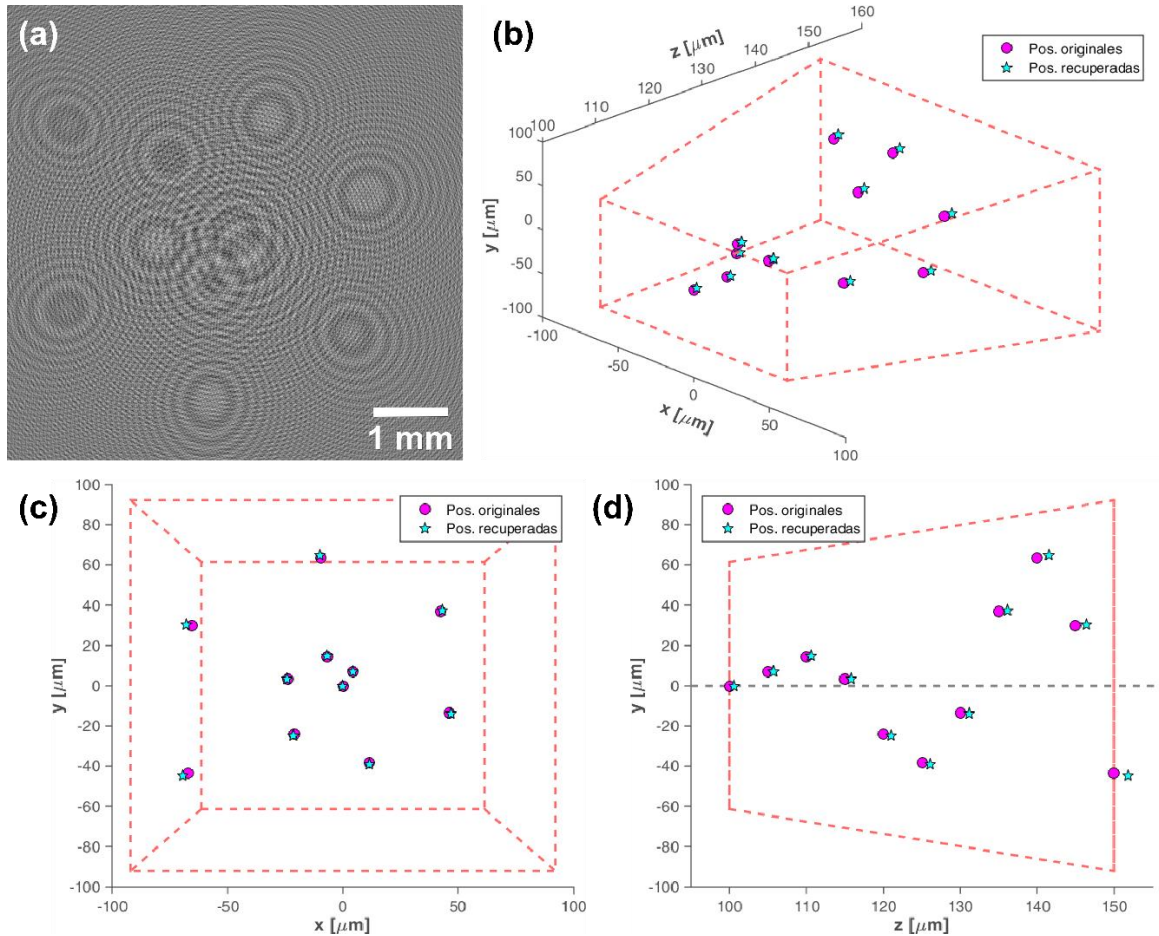 (a)
1 mm
(b)
z [μm]
100
110
120
130
140
150
160
Pos. originales
Pos. recuperadas
y [μm]
100
50
0
-50
-100
x [μm]
-100
-50
0
50
100
(c)
Pos. originales
Pos. recuperadas
y [μm]
100
80
60
40
20
0
-20
-40
-60
-80
-100
-100
-50
0
50
100
x [μm]
(d)
Pos. originales
Pos. recuperadas
y [μm]
100
80
60
40
20
0
-20
-40
-60
-80
-100
100
110
120
130
140
150
z [μm]